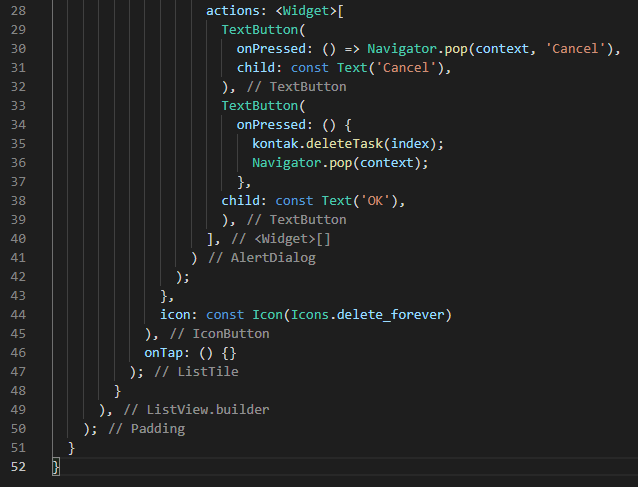 28 actions: <Widget>[
29 TextButton(
30 onPressed: () => Navigator.pop(context, 'Cancel'),
31 child: const Text('Cancel'),
32 ), // TextButton
33 TextButton(
34 onPressed: () {
35 kontak.deleteTask(index);
36 Navigator.pop(context);
37 },
38 child: const Text('OK'),
39 ), // TextButton
40 ], // <Widget>[]
41 ) // AlertDialog
42 );
43 },
44 icon: const Icon(Icons.delete_forever)
45 ), // IconButton
46 onTap: () {}
47 ); // ListTile
48 }
49 ), // ListView.builder
50 ); // Padding
51 }
52 }